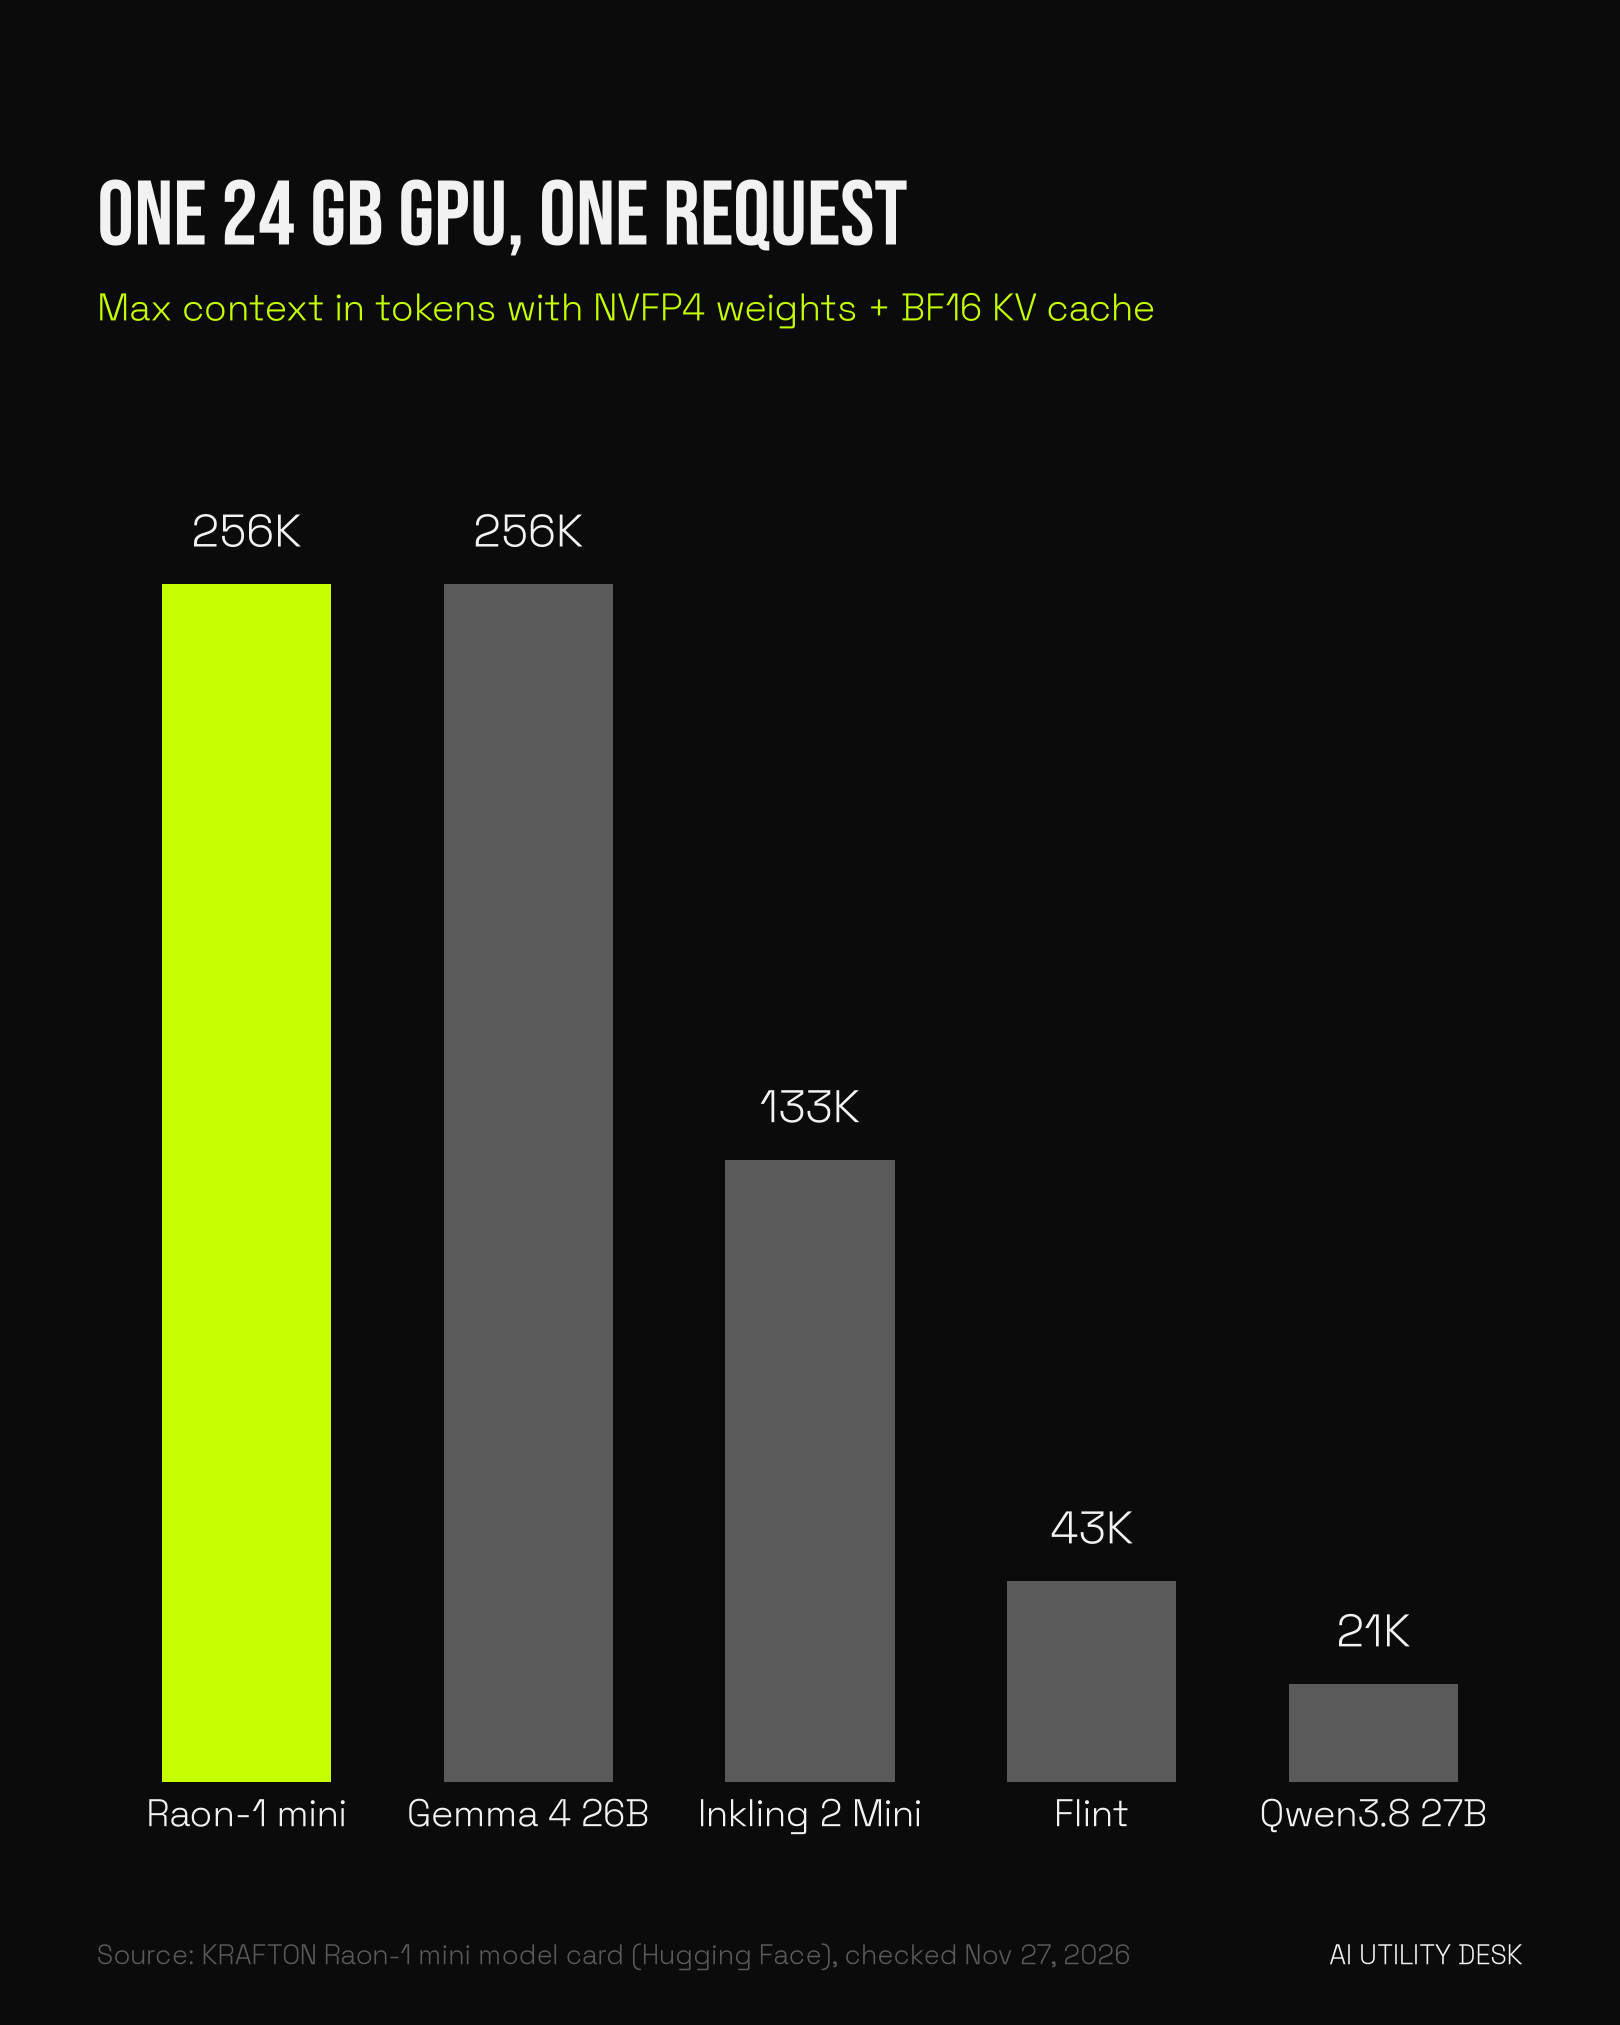 ONE 24 GB GPU, ONE REQUEST
Max context in tokens with NVFP4 weights + BF16 KV cache
256K
256K
133K
43K
21K
Raon-1 mini
Gemma 4 26B
Inkling 2 Mini
Flint
Qwen3.8 27B
Source: KRAFTON Raon-1 mini model card (Hugging Face), checked Nov 27, 2026
AI UTILITY DESK